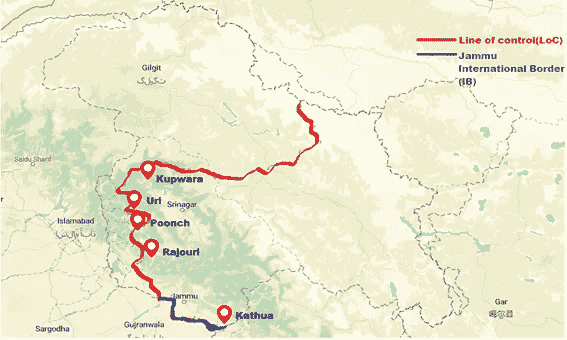 Line of control(LoC)
Jammu
International Border
(IB)
Gilgit
گلگت
Saidu Sharif
Kupwara
Uri
Srinagar
Islamabad
Poonch
Rajouri
Jammu
Gar
噶尔县
Kathua
Gujranwala
Sargodha